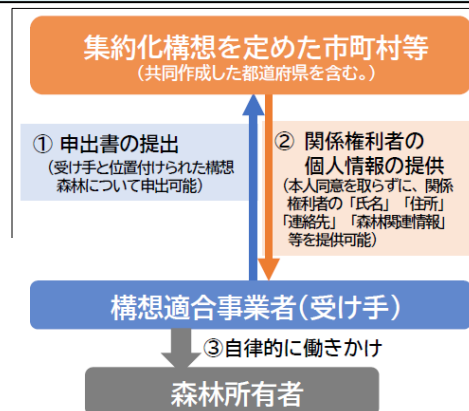 集約化構想を定めた市町村等
（共同作成した都道府県を含む。）
① 申出書の提出
（受け手と位置付けられた構想
森林について申出可能）
② 関係権利者の
個人情報の提供
（本人同意を取らずに、関係
権利者の「氏名」「住所」
「連絡先」「森林関連情報」
等を提供可能）
構想適合事業者（受け手）
③自律的に働きかけ
森林所有者